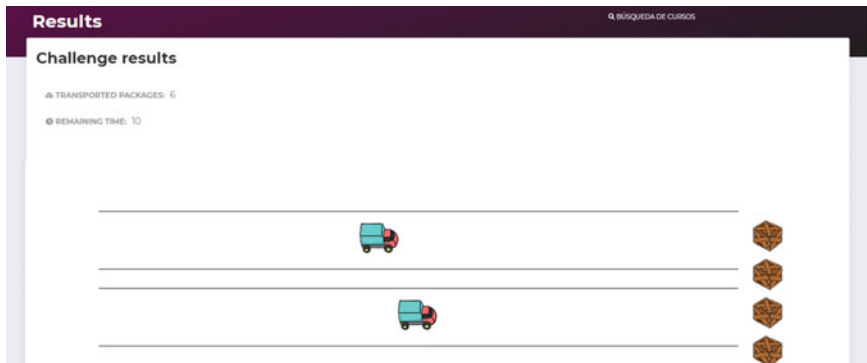 Results
BÚSQUEDA DE CURSOS
Challenge results
TRANSPORTED PACKAGES: 6
REMAINING TIME: 10